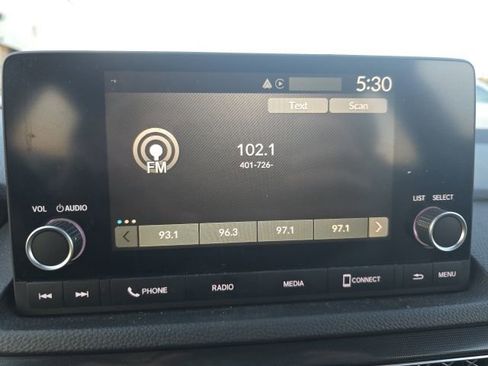 5:30
Text Scan
FM
102.1
401-726-
VOL AUDIO
LIST SELECT
93.1 96.3 97.1 97.1
PHONE RADIO MEDIA CONNECT MENU